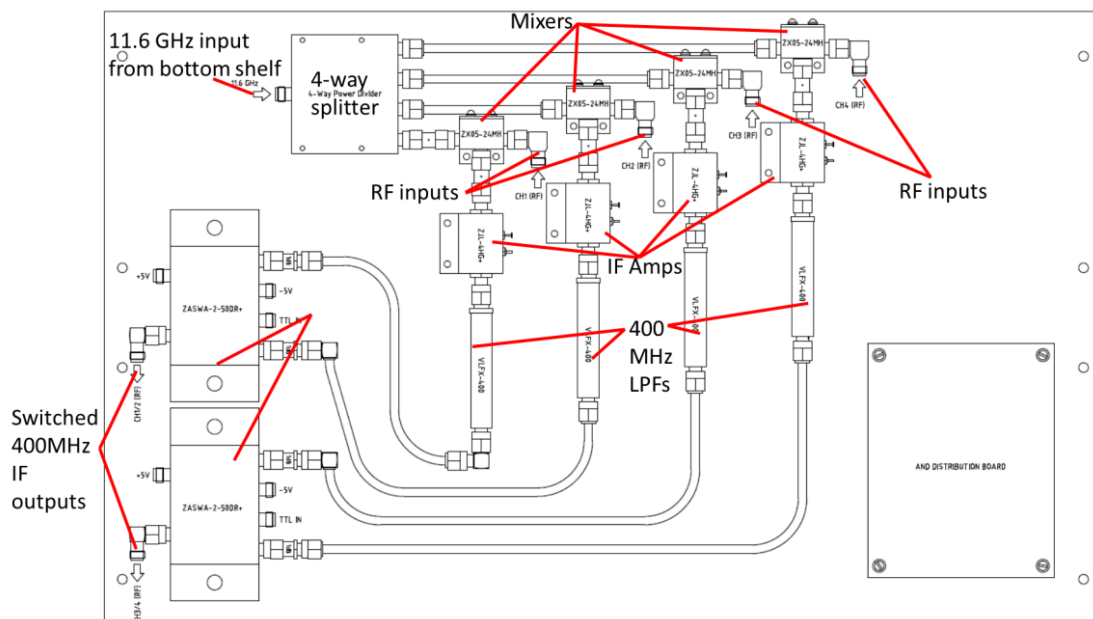 Mixers
11.6 GHz input
from bottom shelf
11.6 GHz
4-way
4-Way Power Divider
splitter
ZX05-24MH
ZX05-24MH
ZX05-24MH
ZX05-24MH
CH1 (RF)
CH2 (RF)
CH3 (RF)
CH4 (RF)
RF inputs
RF inputs
ZJL-4HG+
ZJL-4HG+
ZJL-4HG+
ZJL-4HG+
IF Amps
VLFX-400
VLFX-400
VLFX-400
VLFX-400
400
MHz
LPFs
+5V
-5V
ZASWA-2-50DR+
TTL IN
CH1/2 (RF)
Switched
400MHz
IF
outputs
+5V
-5V
ZASWA-2-50DR+
TTL IN
CH3/4 (RF)
AND DISTRIBUTION BOARD